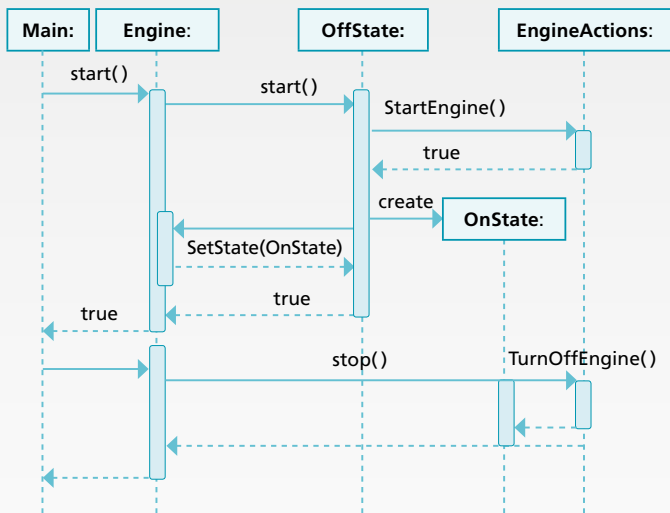 Main:
Engine:
OffState:
EngineActions:
start()
start()
StartEngine()
true
create
OnState:
SetState(OnState)
true
true
stop()
TurnOffEngine()